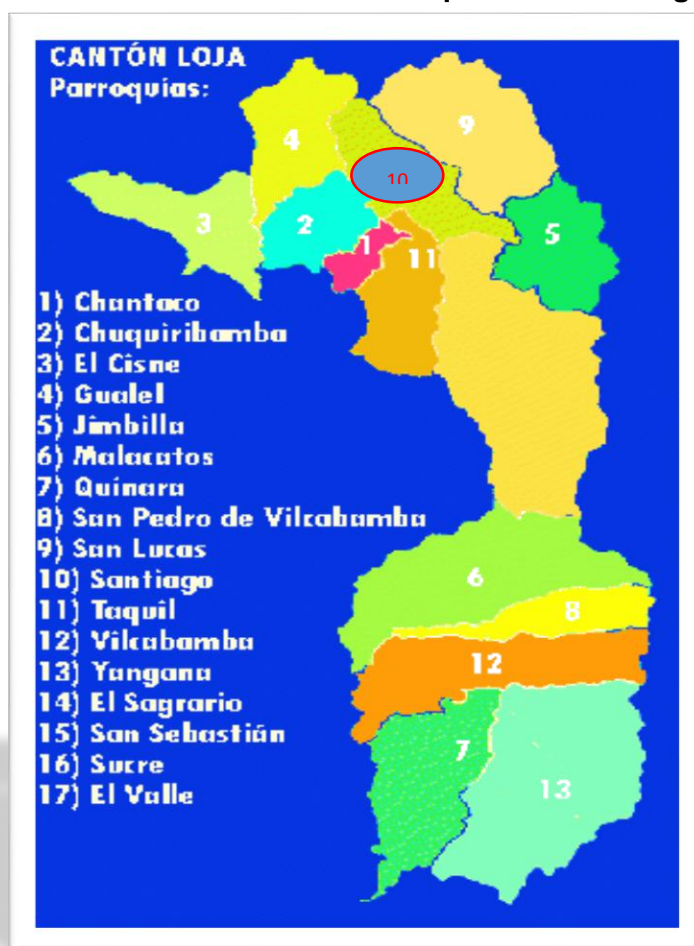 CANTÓN LOJA
Parroquias:
4
9
10
3
2
1
11
5
1) Chantaco
2) Chuquiribamba
3) El Cisne
4) Gualel
5) Jimbilla
6) Malacatos
7) Quinara
8) San Pedro de Vilcabamba
9) San Lucas
10) Santiago
11) Taquil
12) Vilcabamba
13) Yangana
14) El Sagrario
15) San Sebastián
16) Sucre
17) El Valle
6
8
12
7
13